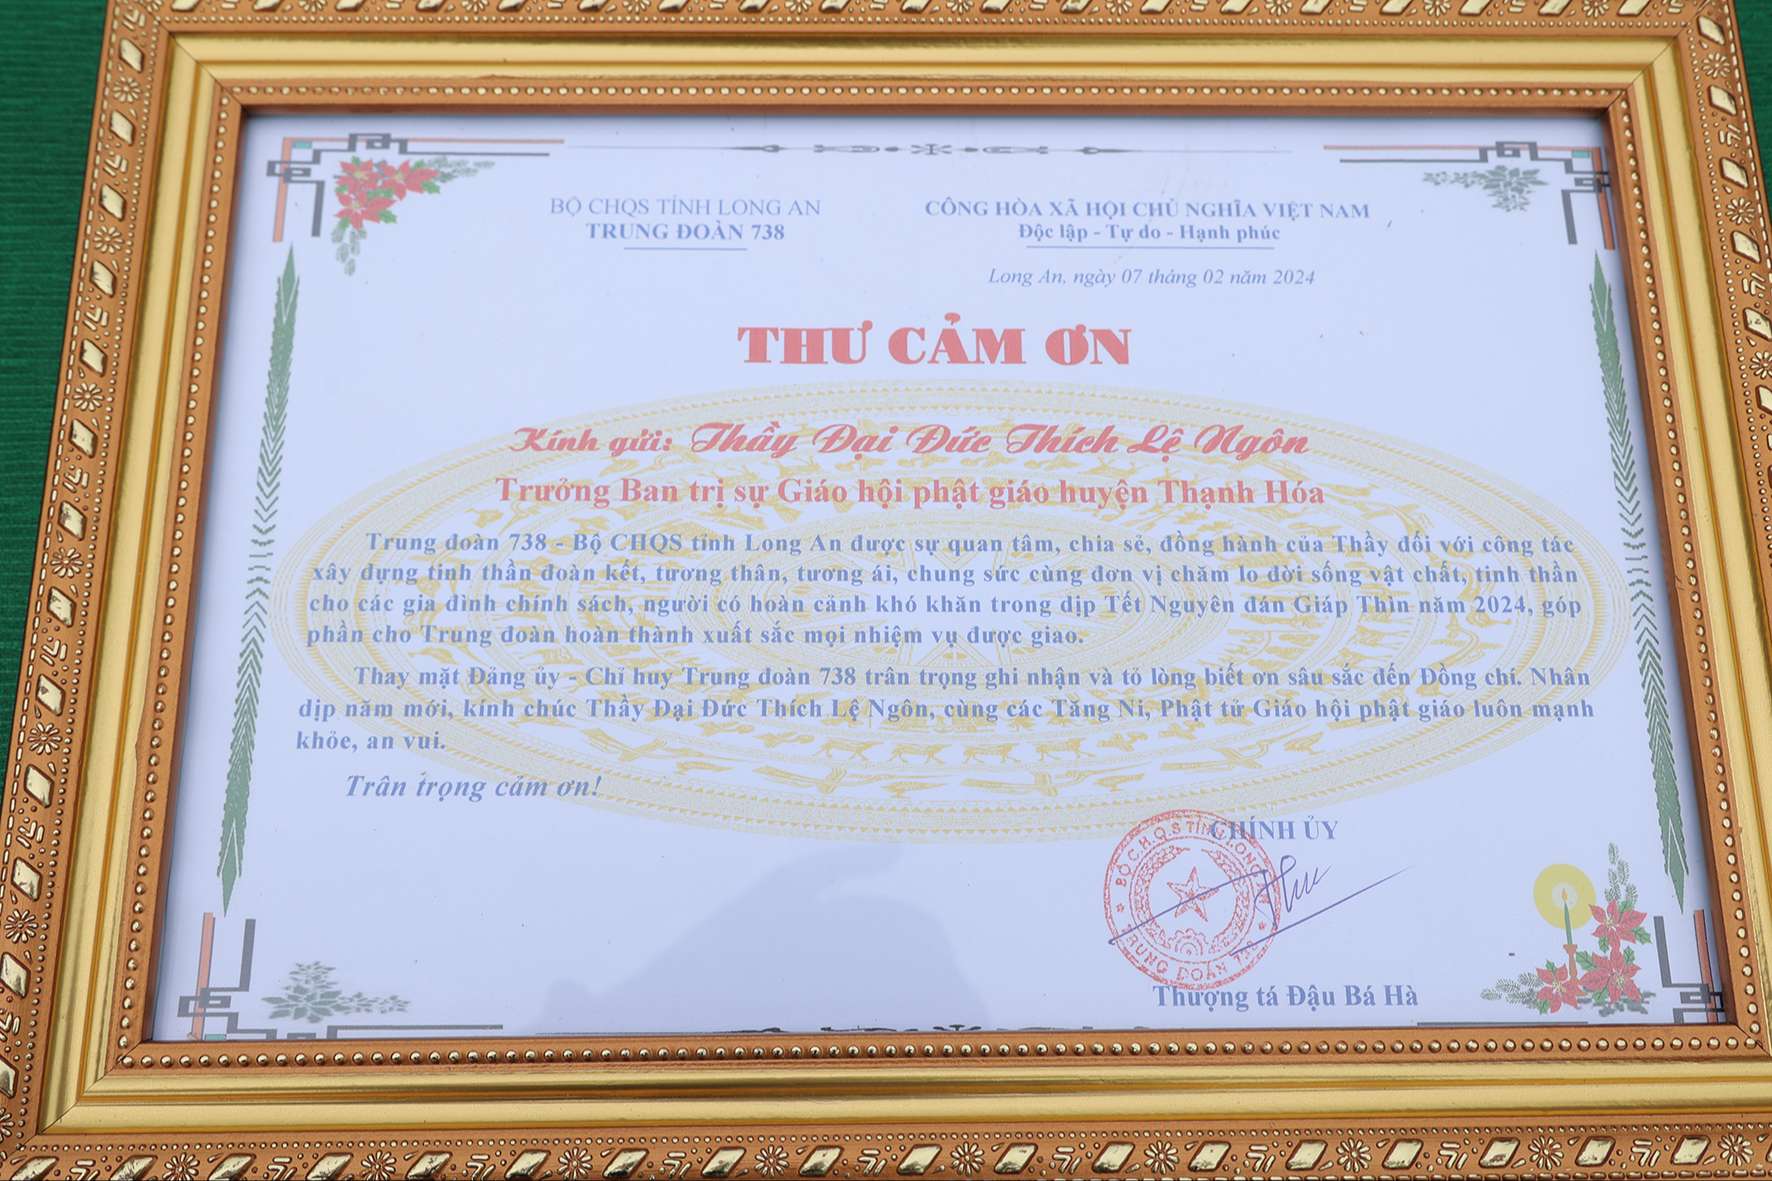 BỘ CHQS TỈNH LONG AN
TRUNG ĐOÀN 738
CÔNG HÒA XÃ HỘI CHỦ NGHĨA VIỆT NAM
Độc lập - Tự do - Hạnh phúc
Long An, ngày 07 tháng 02 năm 2024
THƯ CẢM ƠN
Kính gửi: Thầy Đại Đức Thích Lệ Ngôn
Trưởng Ban trị sự Giáo hội phật giáo huyện Thạnh Hóa
Trung đoàn 738 - Bộ CHQS tỉnh Long An được sự quan tâm, chia sẻ, đồng hành của Thầy đối với công tác
xây dựng tinh thần đoàn kết, tương thân, tương ái, chung sức cùng đơn vị chăm lo đời sống vật chất, tinh thần
cho các gia đình chính sách, người có hoàn cảnh khó khăn trong dịp Tết Nguyên đán Giáp Thìn năm 2024, góp
phần cho Trung đoàn hoàn thành xuất sắc mọi nhiệm vụ được giao.
Thay mặt Đảng ủy - Chỉ huy Trung đoàn 738 trân trọng ghi nhận và tỏ lòng biết ơn sâu sắc đến Đồng chí. Nhân
dịp năm mới, kính chúc Thầy Đại Đức Thích Lệ Ngôn, cùng các Tăng Ni, Phật tử Giáo hội phật giáo luôn mạnh
khỏe, an vui.
Trân trọng cảm ơn!
CHÍNH ỦY
BỘ C.H.Q.S TỈNH LONG AN
TRUNG ĐOÀN 738
Thượng tá Đậu Bá Hà